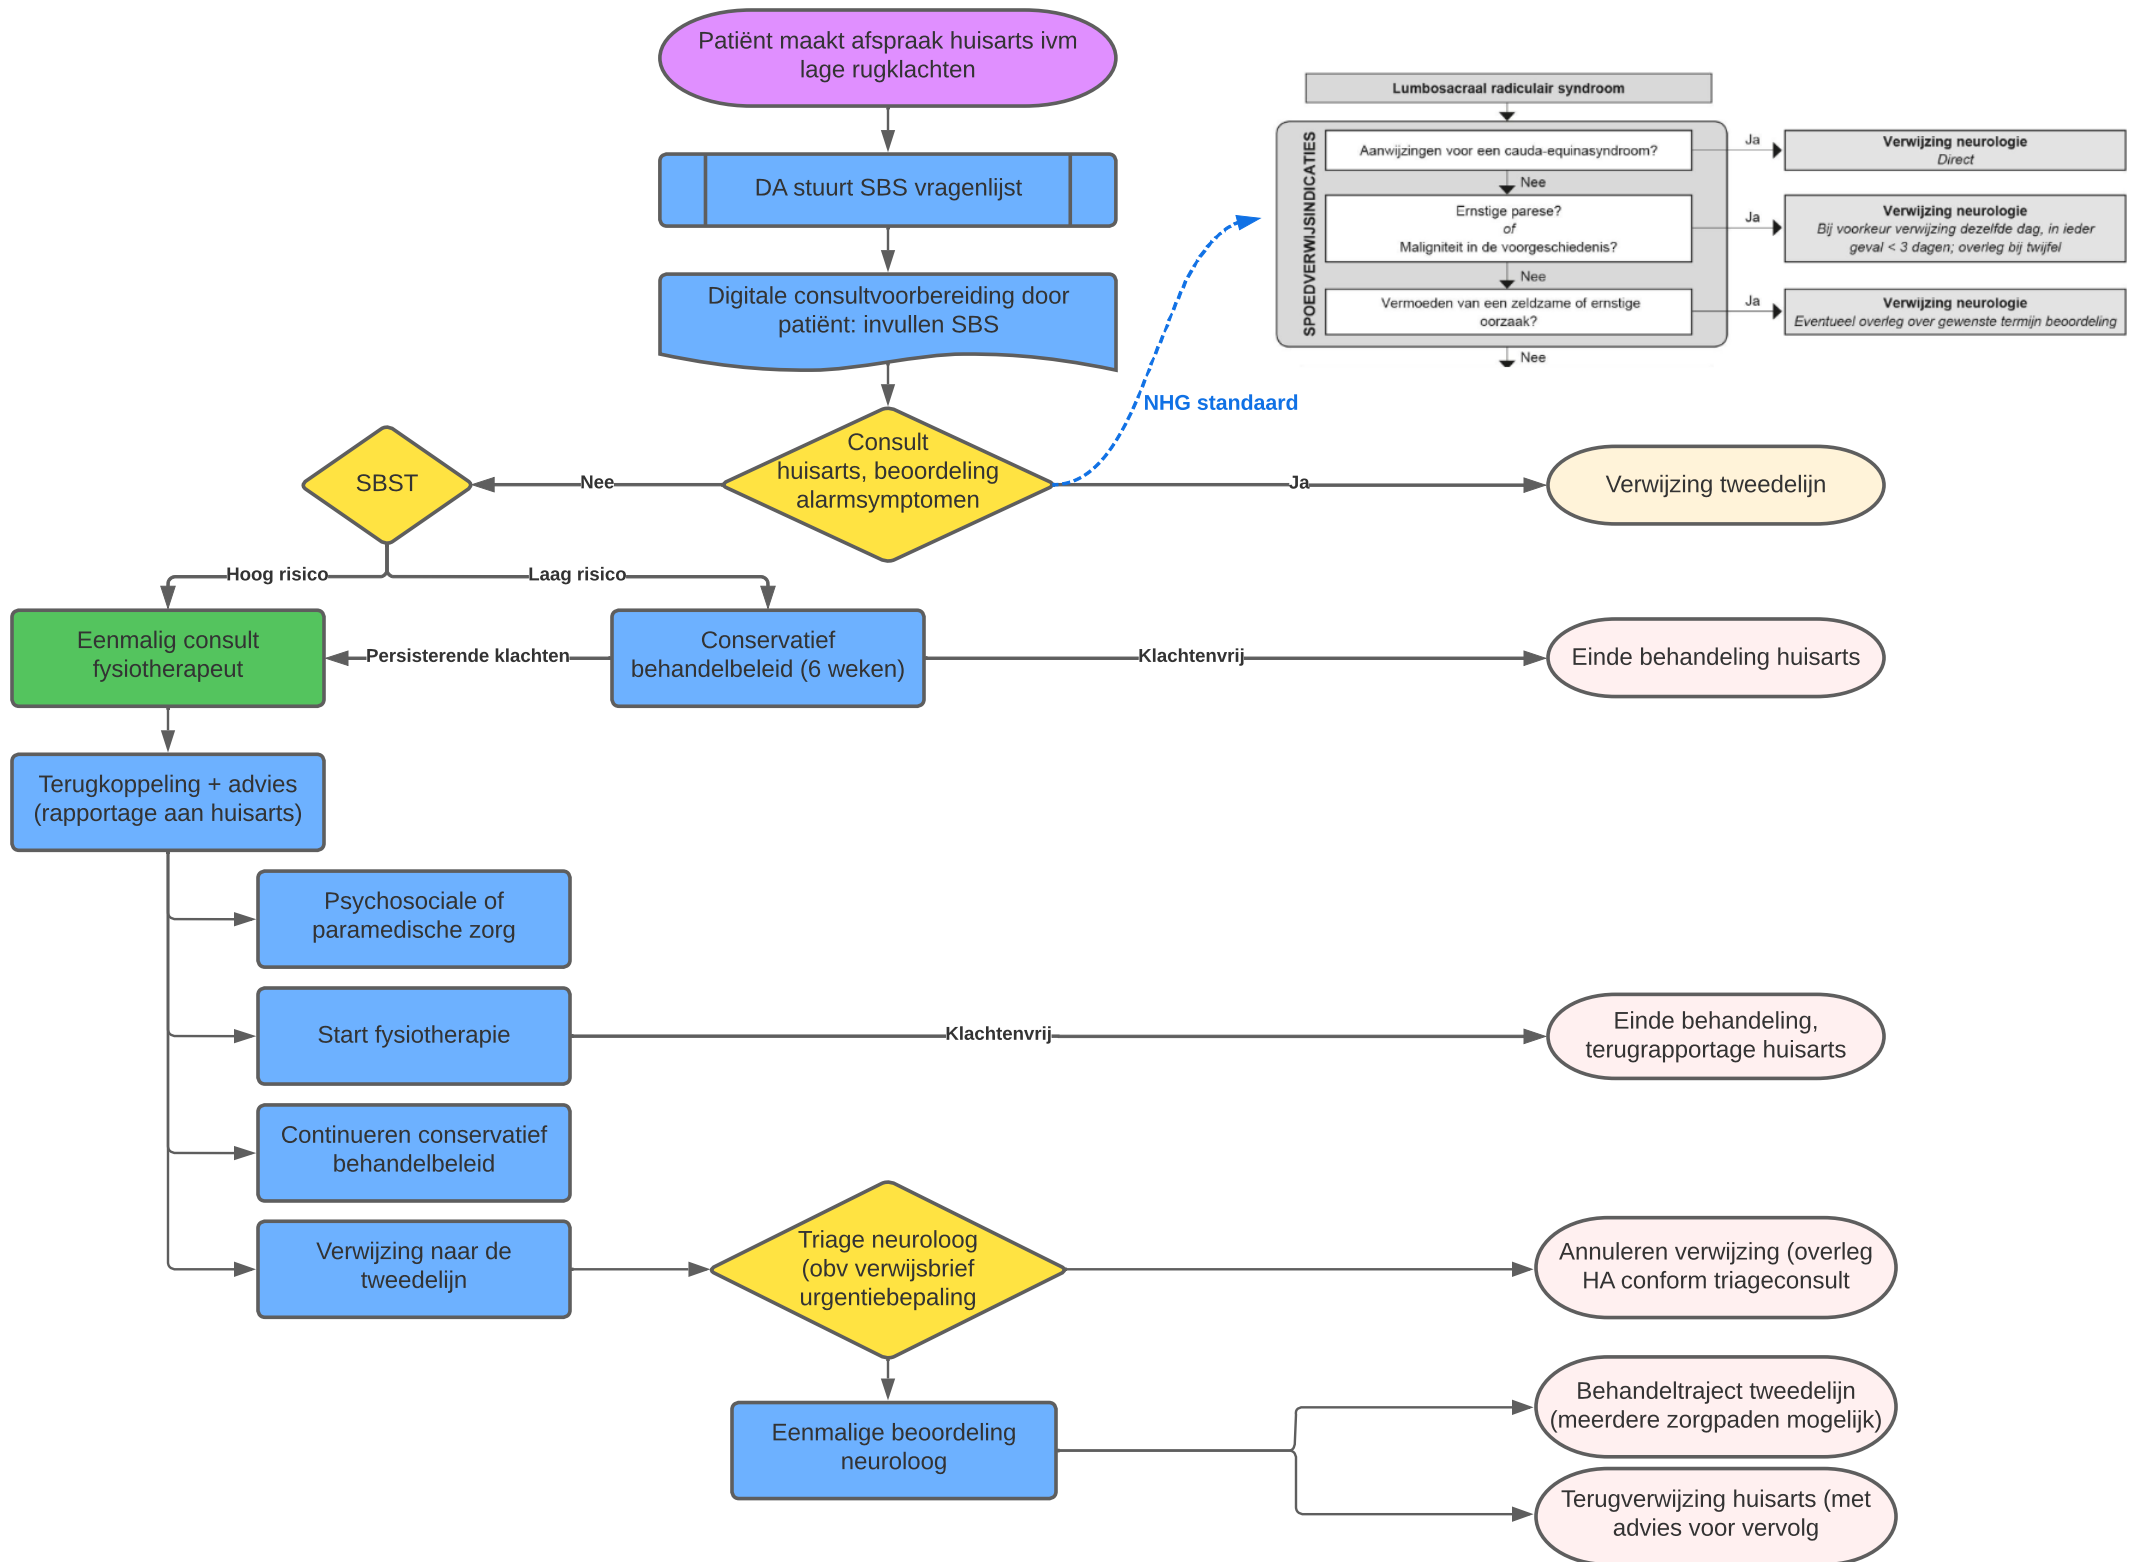 Patiënt maakt afspraak huisarts ivm
lage rugklachten
DA stuurt SBS vragenlijst
Digitale consultvoorbereiding door
patiënt: invullen SBS
Lumbosacraal radiculair syndroom
SPOEDVERWIJSINDICATIES
Aanwijzingen voor een cauda-equinasyndroom?
Ja
Verwijzing neurologie
Direct
Nee
Ernstige parese?
of
Maligniteit in de voorgeschiedenis?
Ja
Verwijzing neurologie
Bij voorkeur verwijzing dezelfde dag, in ieder
geval < 3 dagen; overleg bij twijfel
Nee
Vermoeden van een zeldzame of ernstige
oorzaak?
Ja
Verwijzing neurologie
Eventueel overleg over gewenste termijn beoordeling
Nee
NHG standaard
Consult
huisarts, beoordeling
alarmsymptomen
Nee
SBST
Ja
Verwijzing tweedelijn
Hoog risico
Laag risico
Eenmalig consult
fysiotherapeut
Persisterende klachten
Conservatief
behandelbeleid (6 weken)
Klachtenvrij
Einde behandeling huisarts
Terugkoppeling + advies
(rapportage aan huisarts)
Psychosociale of
paramedische zorg
Start fysiotherapie
Klachtenvrij
Einde behandeling,
terugrapportage huisarts
Continueren conservatief
behandelbeleid
Verwijzing naar de
tweedelijn
Triage neuroloog
(obv verwijsbrief
urgentiebepaling
Annuleren verwijzing (overleg
HA conform triageconsult
Eenmalige beoordeling
neuroloog
Behandeltraject tweedelijn
(meerdere zorgpaden mogelijk)
Terugverwijzing huisarts (met
advies voor vervolg